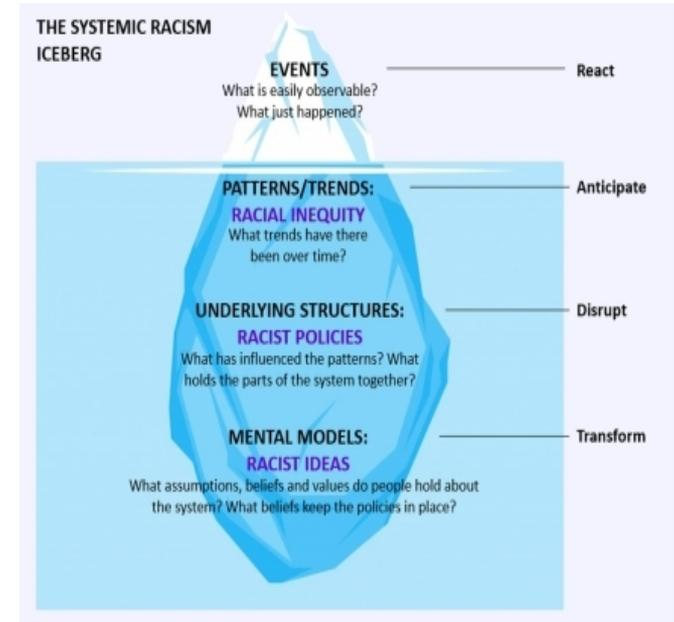 THE SYSTEMIC RACISM
ICEBERG
EVENTS
What is easily observable?
What just happened?
React
PATTERNS/TRENDS:
RACIAL INEQUITY
What trends have there
been over time?
Anticipate
UNDERLYING STRUCTURES:
RACIST POLICIES
What has influenced the patterns? What
holds the parts of the system together?
Disrupt
MENTAL MODELS:
RACIST IDEAS
What assumptions, beliefs and values do people hold about
the system? What beliefs keep the policies in place?
Transform